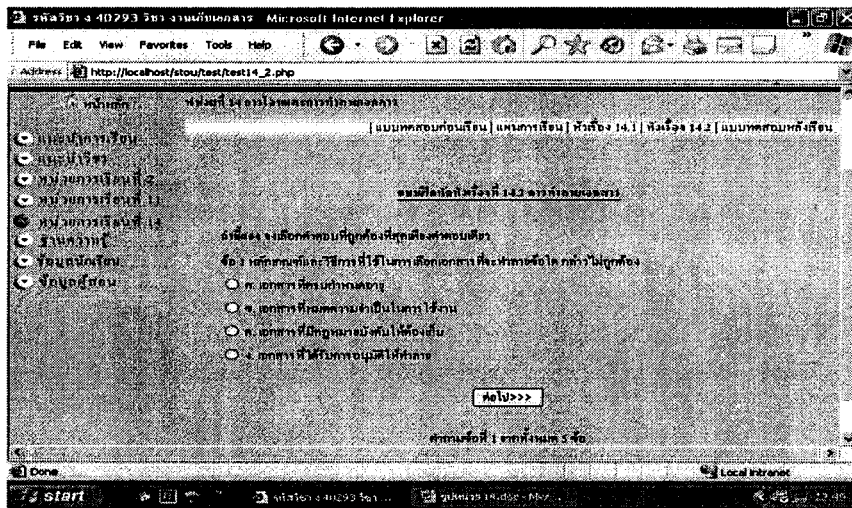 รหัสวิชา ง 40293 วิชา งานเก็บเอกสาร Microsoft Internet Explorer
File Edit View Favorites Tools Help
Address http://localhost/stou/test/test14_2.php
หน้าหลัก
หน่วยที่ 14 การโอนและการทำลายเอกสาร
| แบบทดสอบก่อนเรียน | แผนการเรียน | หัวเรื่อง 14.1 | หัวเรื่อง 14.2 | แบบทดสอบหลังเรียน
แนะนำการเรียน
แนะนำวิชา
หน่วยการเรียนที่ 2
หน่วยการเรียนที่ 11
หน่วยการเรียนที่ 14
ฐานความรู้
ข้อมูลนักเรียน
ข้อมูลผู้สอน
แบบฝึกหัดหัวเรื่องที่ 14.2 การทำลายเอกสาร
คำชี้แจง จงเลือกคำตอบที่ถูกต้องที่สุดเพียงคำตอบเดียว
ข้อ 1 หลักเกณฑ์และวิธีการที่ใช้ในการเลือกเอกสารที่จะทำลายข้อใด กล่าวไม่ถูกต้อง
ก. เอกสารที่ครบกำหนดอายุ
ข. เอกสารที่หมดความจำเป็นในการใช้งาน
ค. เอกสารที่มีกฎหมายบังคับให้ต้องเก็บ
ง. เอกสารที่ได้รับการอนุมัติให้ทำลาย
ต่อไป>>>
คำถามข้อที่ 1 จากทั้งหมด 5 ข้อ
Done
Local intranet
start
รหัสวิชา ง 40293 วิชา ...